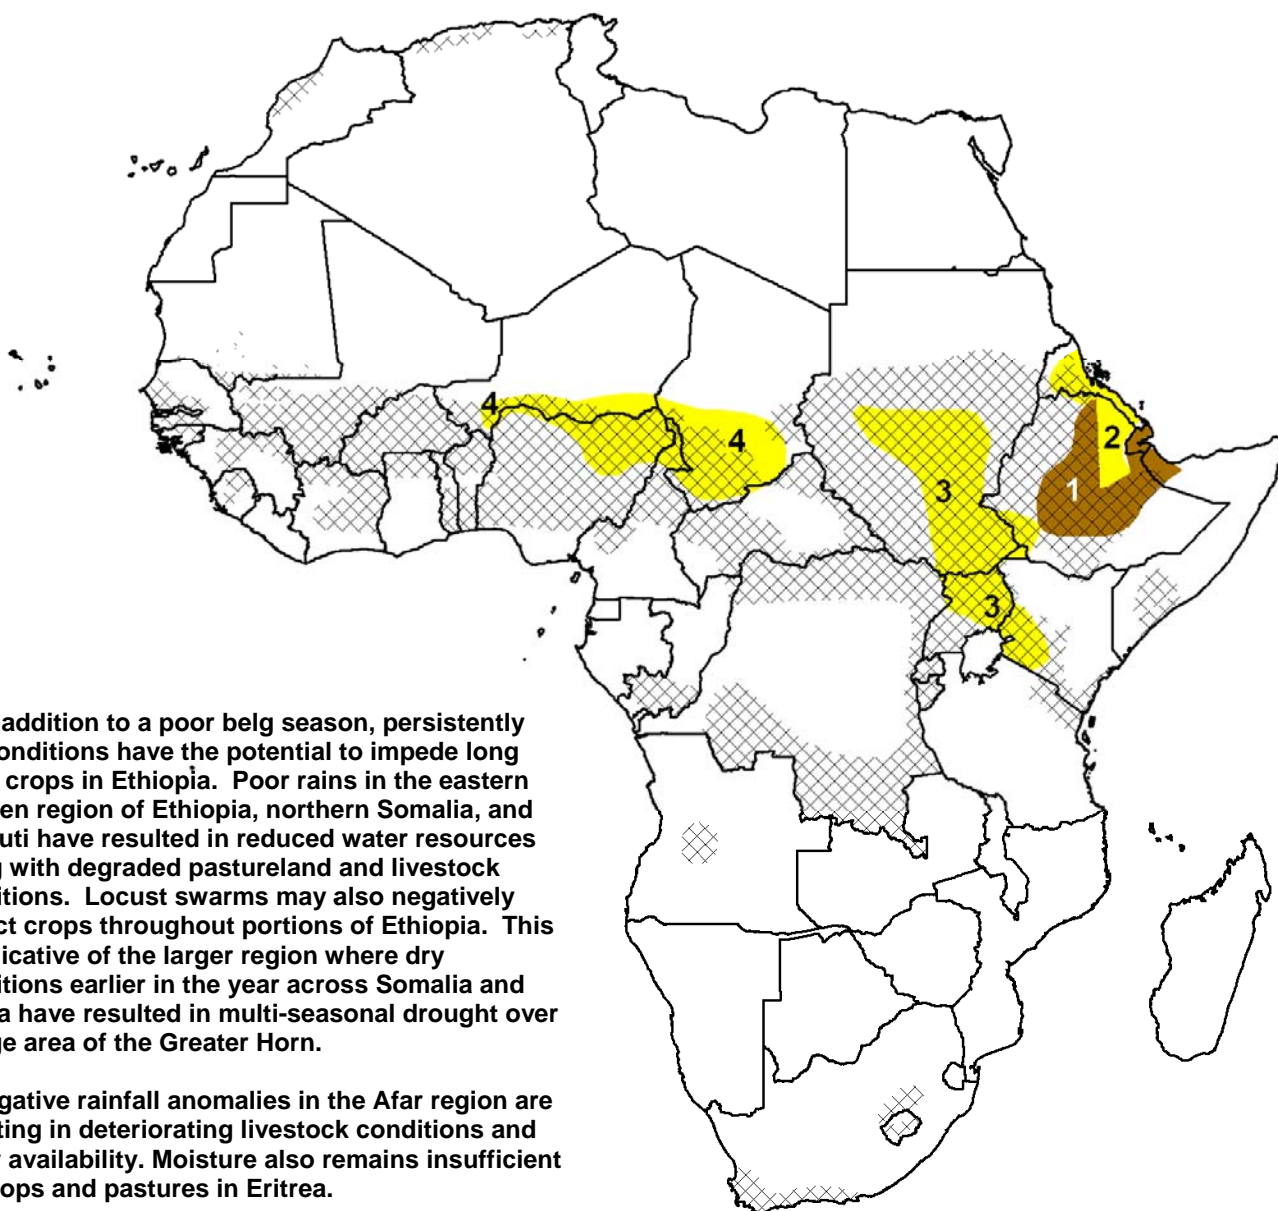 4
4
2
1
3
3
addition to a poor belg season, persistently
onditions have the potential to impede long
crops in Ethiopia. Poor rains in the eastern
en region of Ethiopia, northern Somalia, and
uti have resulted in reduced water resources
with degraded pastureland and livestock
itions. Locust swarms may also negatively
ct crops throughout portions of Ethiopia. This
dicative of the larger region where dry
itions earlier in the year across Somalia and
a have resulted in multi-seasonal drought over
ge area of the Greater Horn.
gative rainfall anomalies in the Afar region are
ting in deteriorating livestock conditions and
availability. Moisture also remains insufficient
ops and pastures in Eritrea.